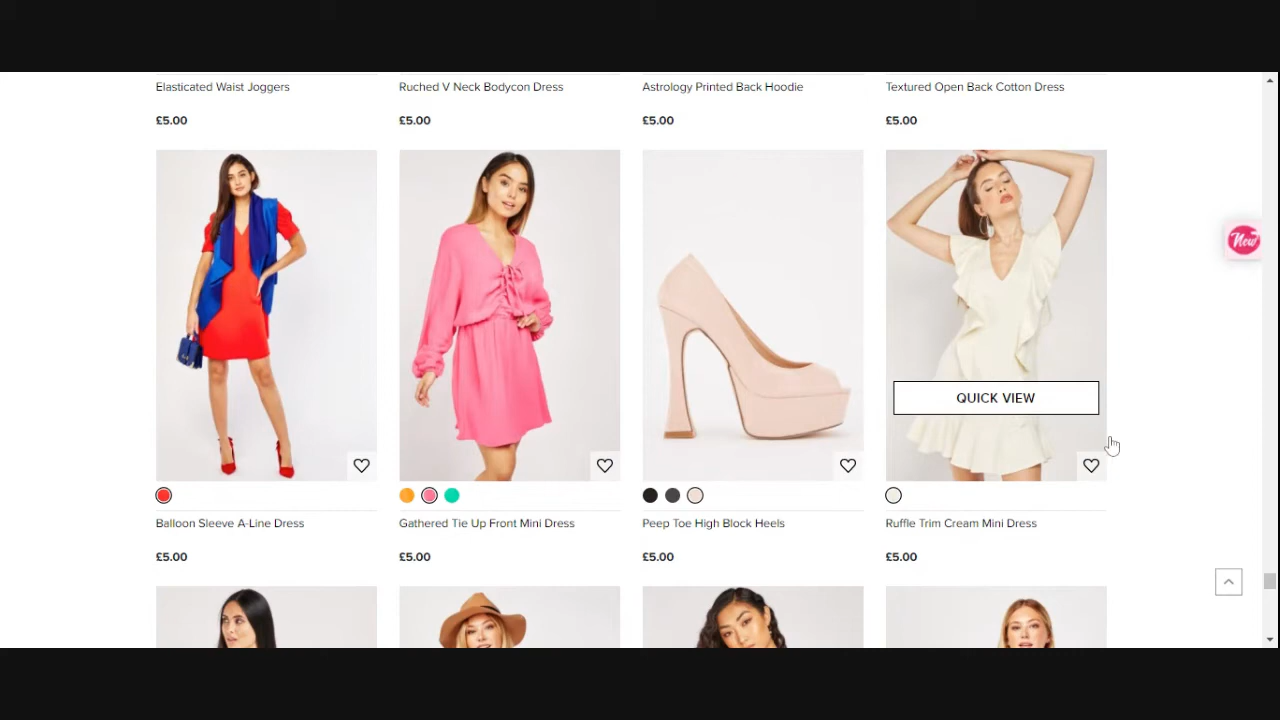 Elasticated Waist Joggers
Ruched V Neck Bodycon Dress
Astrology Printed Back Hoodie
Textured Open Back Cotton Dress
£5.00
£5.00
£5.00
£5.00
New
QUICK VIEW
Balloon Sleeve A-Line Dress
Gathered Tie Up Front Mini Dress
Peep Toe High Block Heels
Ruffle Trim Cream Mini Dress
£5.00
£5.00
£5.00
£5.00